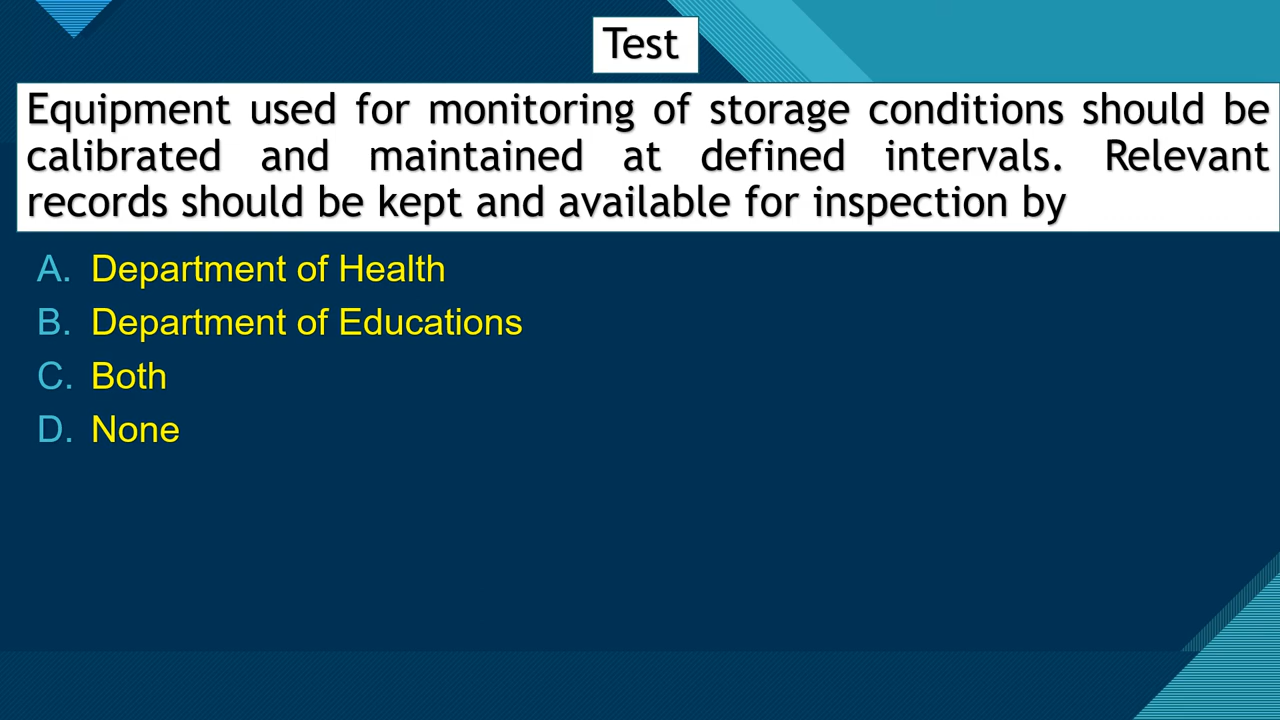 Test
Equipment used for monitoring of storage conditions should be
calibrated and maintained at defined intervals. Relevant
records should be kept and available for inspection by
A. Department of Health
B. Department of Educations
C. Both
D. None